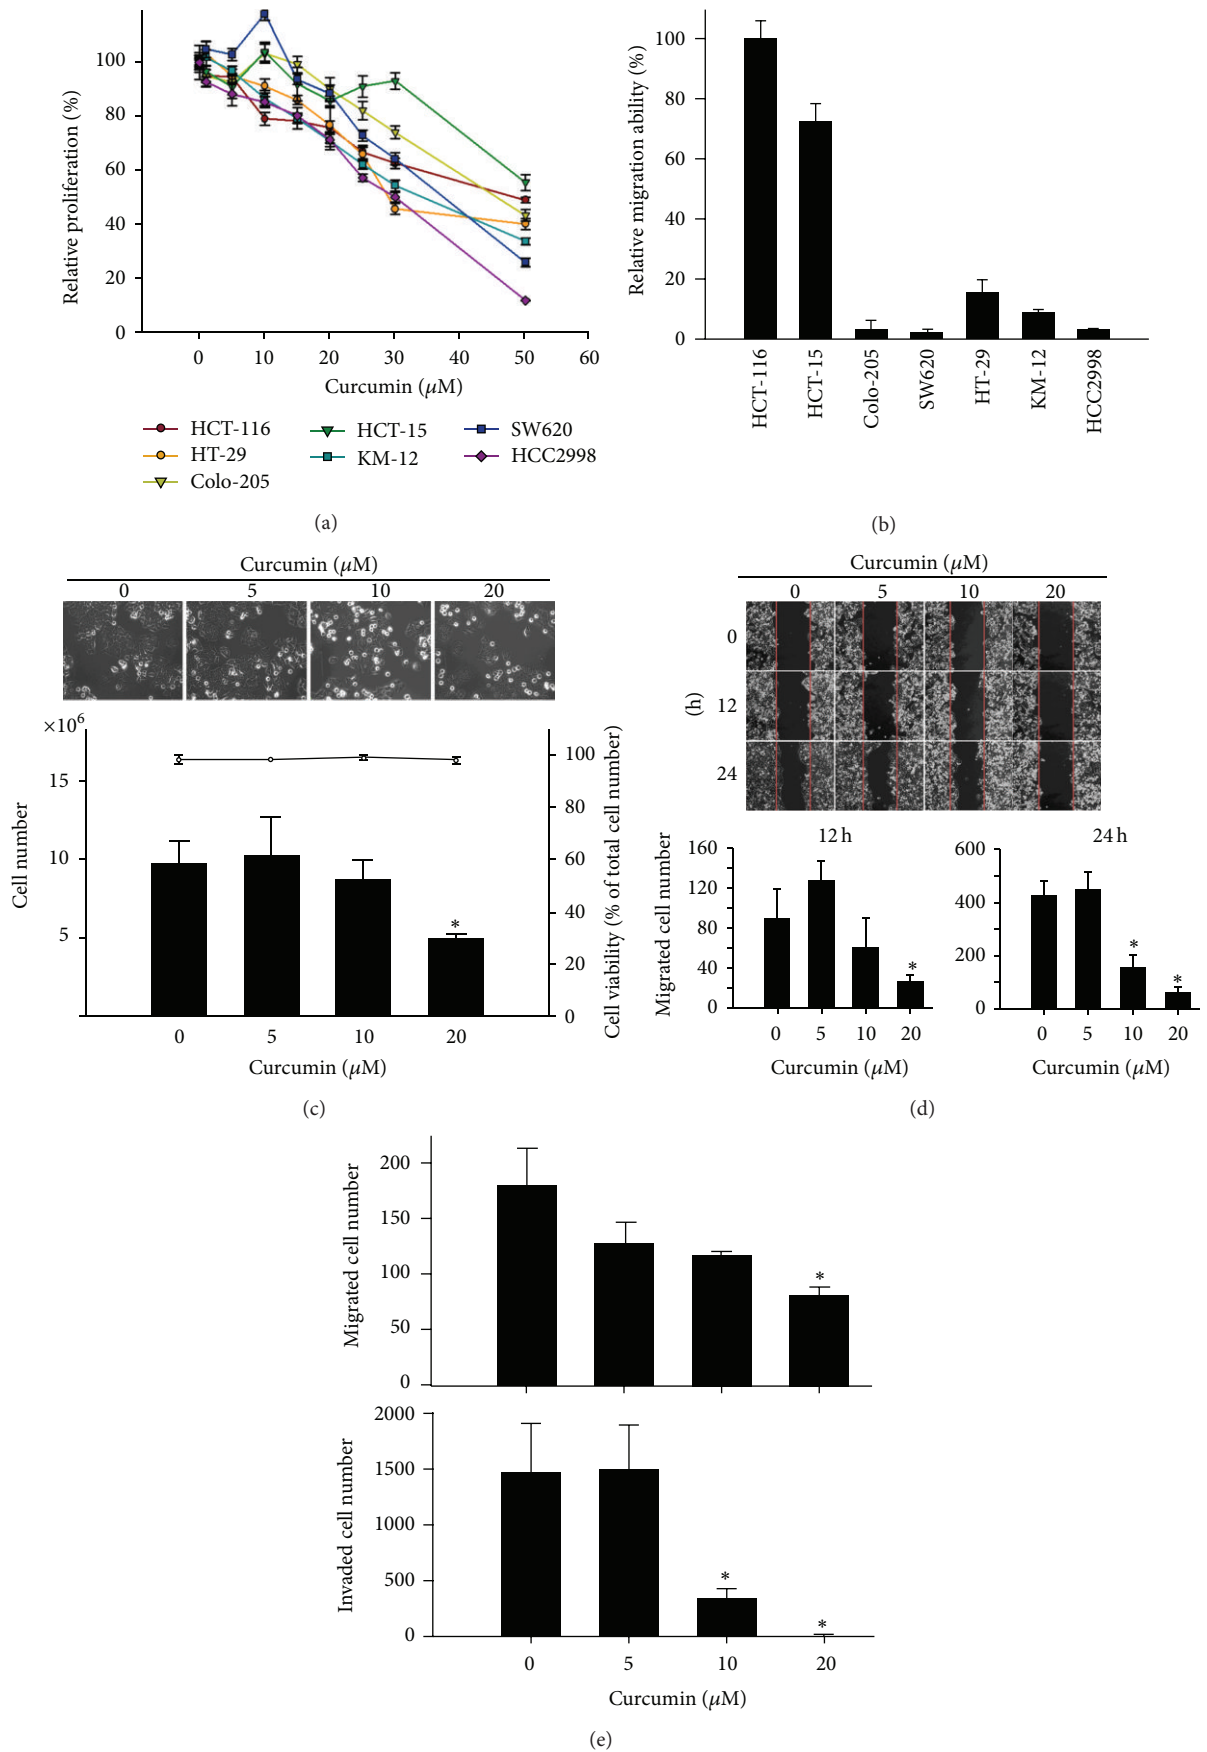 100
80
60
40
20
0
Relative proliferation (%)
0 10 20 30 40 50 60
Curcumin (μM)
HCT-116
HT-29
Colo-205
HCT-15
KM-12
SW620
HCC2998
(a)
100
80
60
40
20
0
Relative migration ability (%)
HCT-116
HCT-15
Colo-205
SW620
HT-29
KM-12
HCC2998
(b)
Curcumin (μM)
0 5 10 20
×10⁶
15
10
5
Cell number
100
80
60
40
20
0
Cell viability (% of total cell number)
*
0 5 10 20
Curcumin (μM)
(c)
Curcumin (μM)
0 5 10 20
0
12
24
(h)
12 h
160
120
80
40
0
Migrated cell number
*
0 5 10 20
Curcumin (μM)
24 h
600
400
200
0
*
*
0 5 10 20
Curcumin (μM)
(d)
200
150
100
50
0
Migrated cell number
*
2000
1500
1000
500
0
Invaded cell number
*
*
0 5 10 20
Curcumin (μM)
(e)